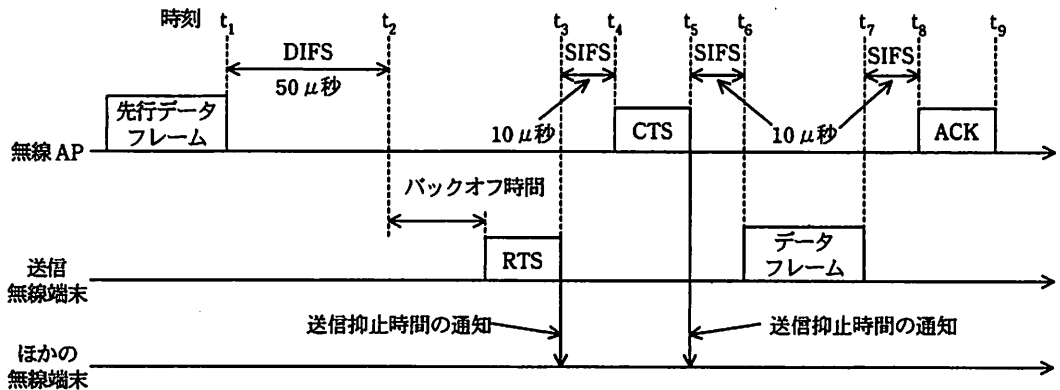 時刻 t1 t2 t3 t4 t5 t6 t7 t8 t9
DIFS
50μ秒
SIFS
SIFS
SIFS
先行データ
フレーム
10μ秒
CTS
10μ秒
ACK
無線AP
バックオフ時間
RTS
データ
フレーム
送信
無線端末
送信抑止時間の通知
送信抑止時間の通知
ほかの
無線端末